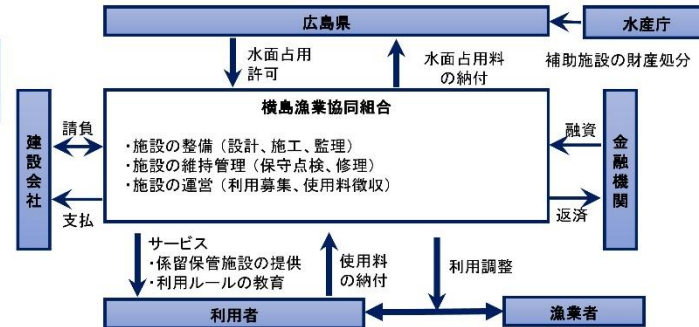 広島県
水産庁
水面占用
許可
水面占用料
の納付
補助施設の財産処分
横島漁業協同組合
・施設の整備（設計、施工、監理）
・施設の維持管理（保守点検、修理）
・施設の運営（利用募集、使用料徴収）
建設会社
請負
支払
融資
返済
金融機関
サービス
・係留保管施設の提供
・利用ルールの教育
使用料
の納付
利用調整
利用者
漁業者